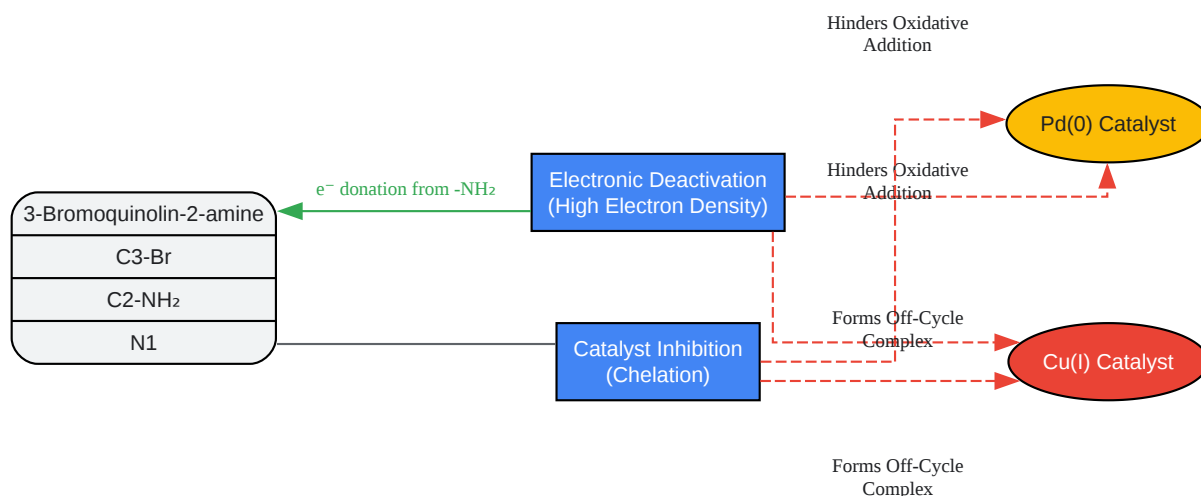 Hinders Oxidative
Addition
Pd(0) Catalyst
Electronic Deactivation
(High Electron Density)
Hinders Oxidative
Addition
e⁻ donation from -NH₂
3-Bromoquinolin-2-amine
C3-Br
C2-NH₂
N1
Forms Off-Cycle
Complex
Catalyst Inhibition
(Chelation)
Cu(I) Catalyst
Forms Off-Cycle
Complex